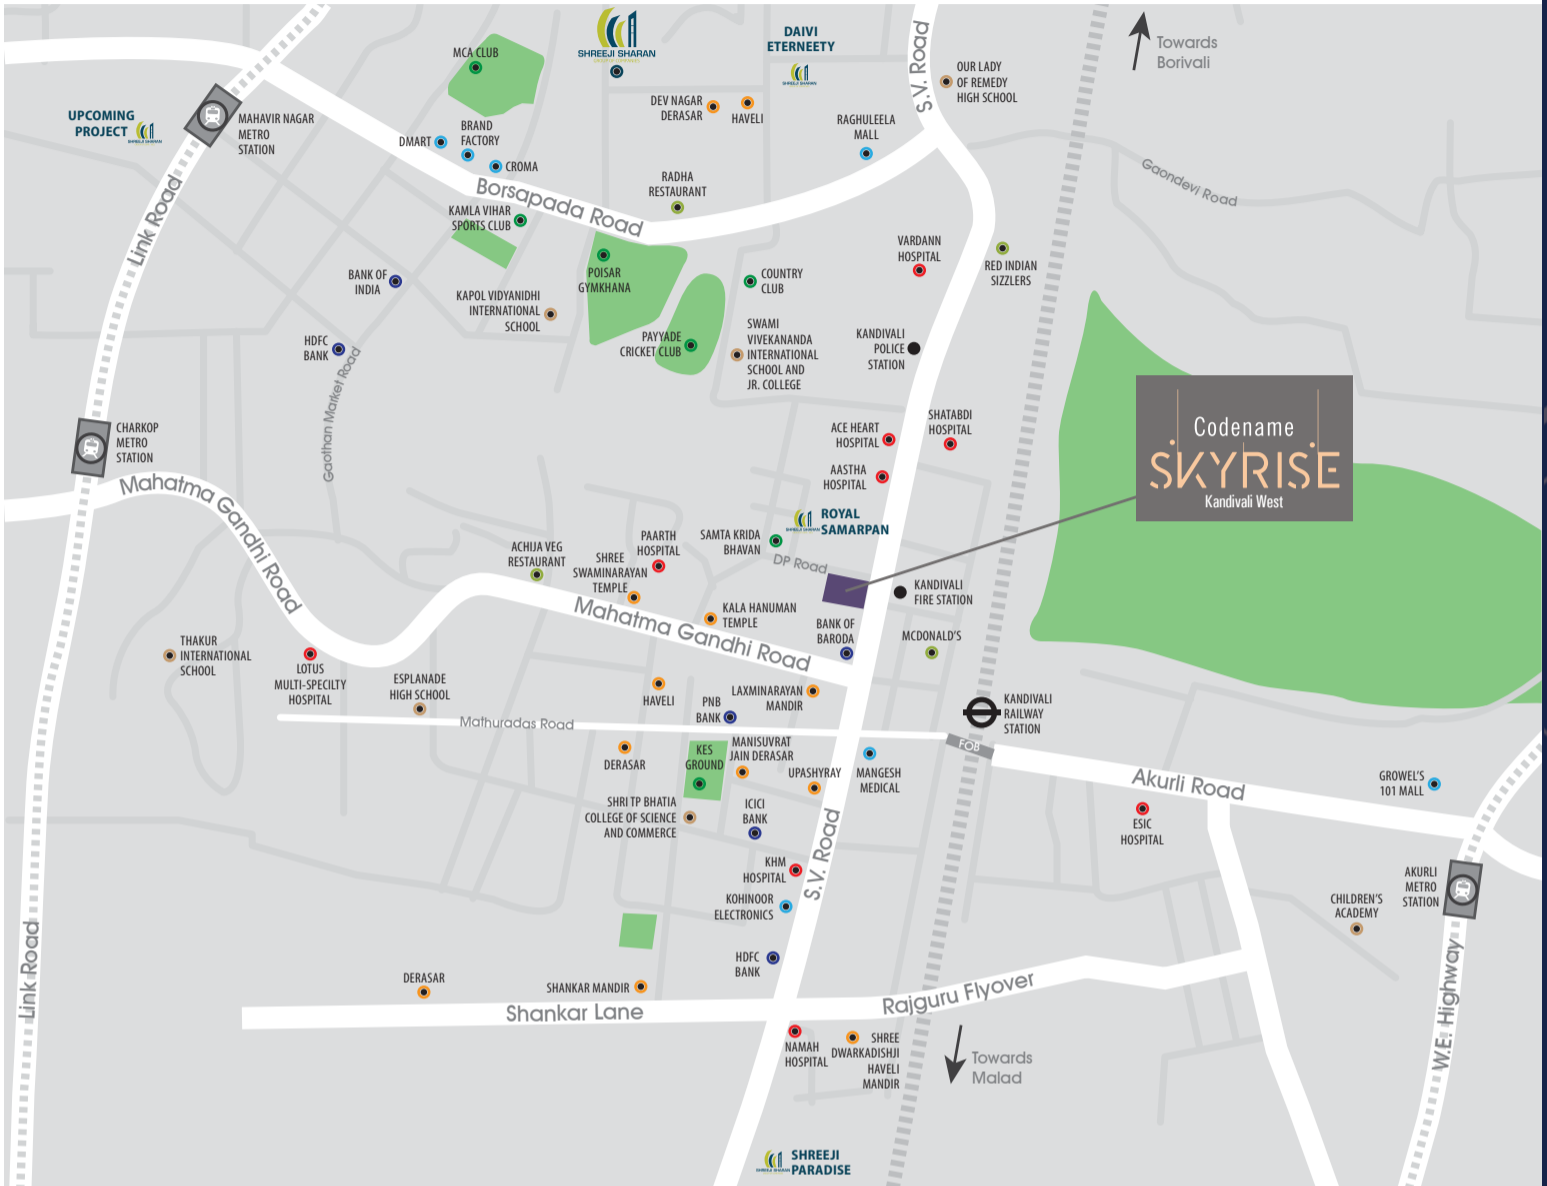 MCA CLUB
SHREEJI SHARAN
DAIVI
ETERNEETY
SHREEJI SHARAN
S.V. Road
OUR LADY
OF REMEDY
HIGH SCHOOL
Towards
Borivali
UPCOMING
PROJECT
SHREEJI SHARAN
MAHAVIR NAGAR
METRO
STATION
DMART
BRAND
FACTORY
CROMA
DEV NAGAR
DERASAR
HAVELI
RAGHULEELA
MALL
RADHA
RESTAURANT
Gaondevi Road
Link Road
Borsapada Road
KAMLA VIHAR
SPORTS CLUB
BANK OF
INDIA
KAPOL VIDYANIDHI
INTERNATIONAL
SCHOOL
POISAR
GYMKHANA
COUNTRY
CLUB
VARDANN
HOSPITAL
RED INDIAN
SIZZLERS
HDFC
BANK
PAYYADE
CRICKET CLUB
SWAMI
VIVEKANANDA
INTERNATIONAL
SCHOOL AND
JR. COLLEGE
KANDIVALI
POLICE
STATION
Gaothan Market Road
CHARKOP
METRO
STATION
ACE HEART
HOSPITAL
SHATABDI
HOSPITAL
AASTHA
HOSPITAL
Codename
SKYRISE
Kandivali West
Mahatma Gandhi Road
SHREEJI SHARAN
ROYAL
SAMARPAN
SAMTA KRIDA
BHAVAN
DP Road
ACHIJA VEG
RESTAURANT
PAARTH
HOSPITAL
SHREE
SWAMINARAYAN
TEMPLE
KALA HANUMAN
TEMPLE
Mahatma Gandhi Road
KANDIVALI
FIRE STATION
BANK OF
BARODA
MCDONALD'S
THAKUR
INTERNATIONAL
SCHOOL
LOTUS
MULTI-SPECILTY
HOSPITAL
ESPLANADE
HIGH SCHOOL
HAVELI
PNB
BANK
LAXMINARAYAN
MANDIR
KANDIVALI
RAILWAY
STATION
Mathuradas Road
FOB
DERASAR
KES
GROUND
MANISUVRAT
JAIN DERASAR
UPASHYRAY
MANGESH
MEDICAL
Akurli Road
GROWEL'S
101 MALL
SHRI TP BHATIA
COLLEGE OF SCIENCE
AND COMMERCE
ICICI
BANK
ESIC
HOSPITAL
KHM
HOSPITAL
S.V. Road
KOHINOOR
ELECTRONICS
AKURLI
METRO
STATION
CHILDREN'S
ACADEMY
Link Road
HDFC
BANK
DERASAR
SHANKAR MANDIR
Shankar Lane
Rajguru Flyover
W.E. Highway
NAMAH
HOSPITAL
SHREE
DWARKADISHJI
HAVELI
MANDIR
Towards
Malad
SHREEJI SHARAN
SHREEJI
PARADISE